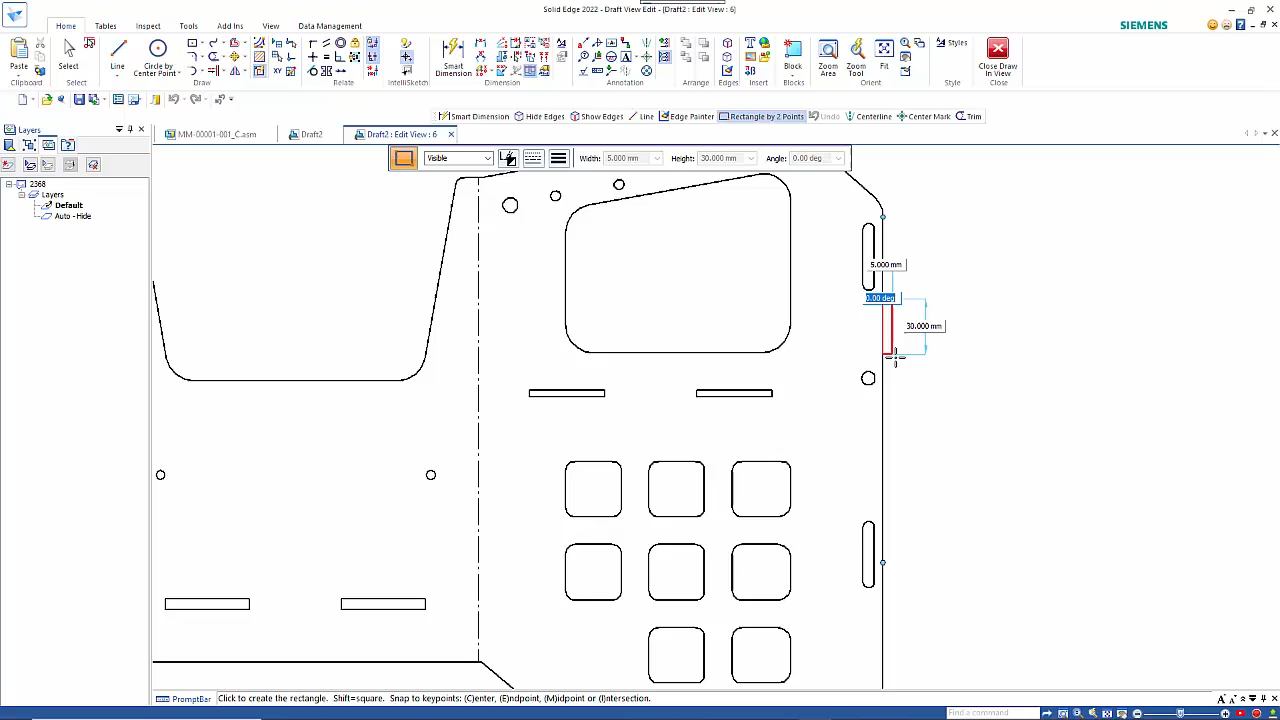 Solid Edge 2022 - Draft View Edit - [Draft2 : Edit View : 6]
Home Tables Inspect Tools Add Ins View Data Management
SIEMENS
Paste
Select
Line
Circle by Center Point
Smart Dimension
Block
Zoom Area
Zoom Tool
Fit
Styles
Close Draw In View
Clipboard Select Draw Relate IntelliSketch Dimension Annotation Arrange Edges Insert Blocks Orient Style Close
Smart Dimension Hide Edges Show Edges Line Edge Painter Rectangle by 2 Points Undo Centerline Center Mark Trim
Layers
MM-00001-001_C.asm
Draft2
Draft2 : Edit View : 6
Visible
Width: 5.000 mm
Height: 30.000 mm
Angle: 0.00 deg
2368
Layers
Default
Auto - Hide
5.000 mm
0.00 deg
30.000 mm
PromptBar
Click to create the rectangle. Shift=square. Snap to keypoints: (C)enter, (E)ndpoint, (M)idpoint or (I)ntersection.
Find a command